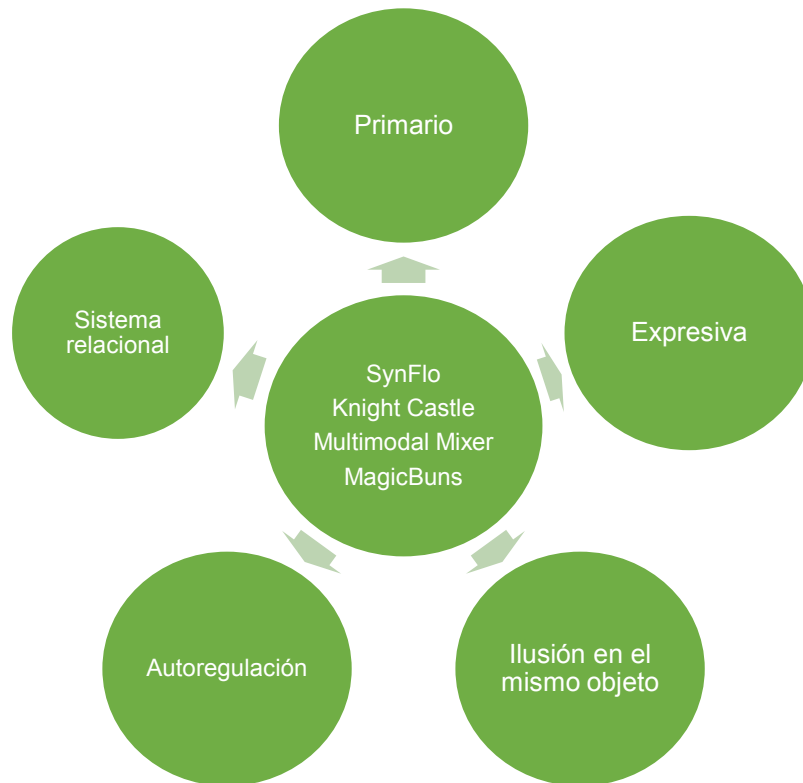 Primario
Sistema
relacional
Expresiva
SynFlo
Knight Castle
Multimodal Mixer
MagicBuns
Autoregulación
Ilusión en el
mismo objeto